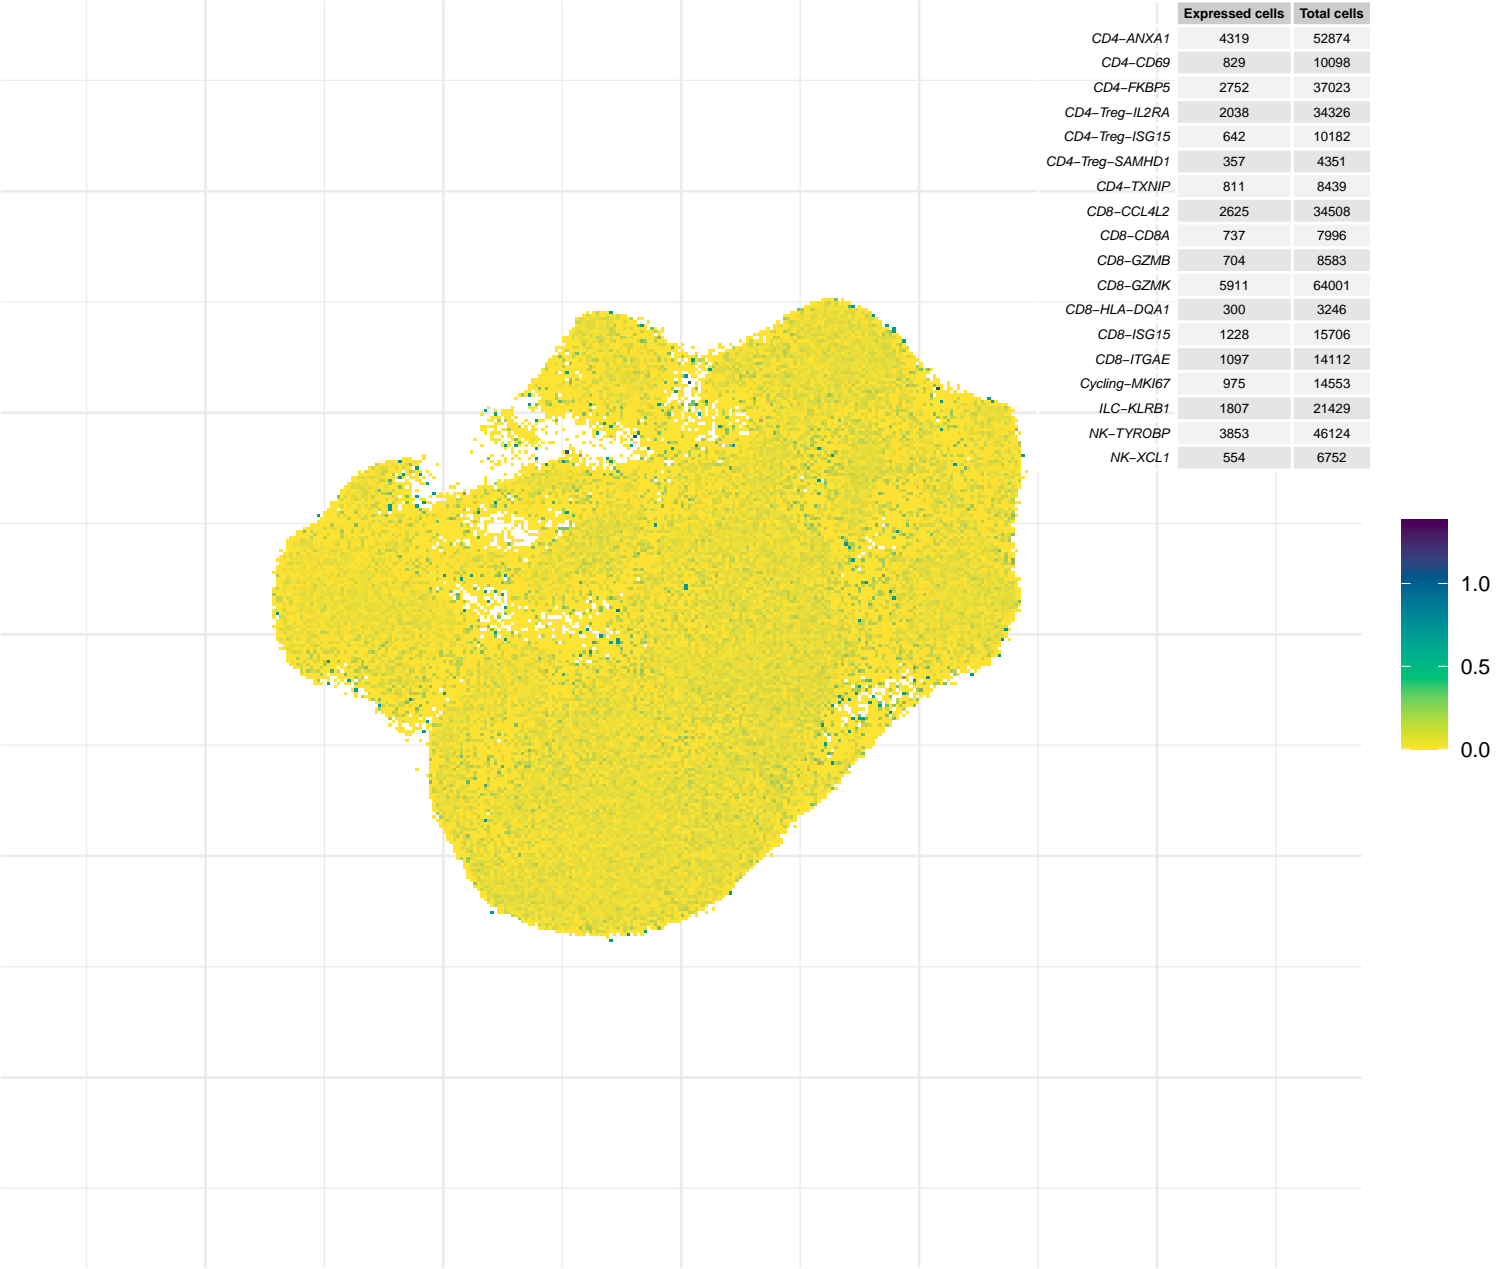 Expressed cells Total cells
CD4−ANXA1 4319 52874
CD4−CD69 829 10098
CD4−FKBP5 2752 37023
CD4−Treg−IL2RA 2038 34326
CD4−Treg−ISG15 642 10182
CD4−Treg−SAMHD1 357 4351
CD4−TXNIP 811 8439
CD8−CCL4L2 2625 34508
CD8−CD8A 737 7996
CD8−GZMB 704 8583
CD8−GZMK 5911 64001
CD8−HLA−DQA1 300 3246
CD8−ISG15 1228 15706
CD8−ITGAE 1097 14112
Cycling−MKI67 975 14553
ILC−KLRB1 1807 21429
NK−TYROBP 3853 46124
NK−XCL1 554 6752
1.0
0.5
0.0